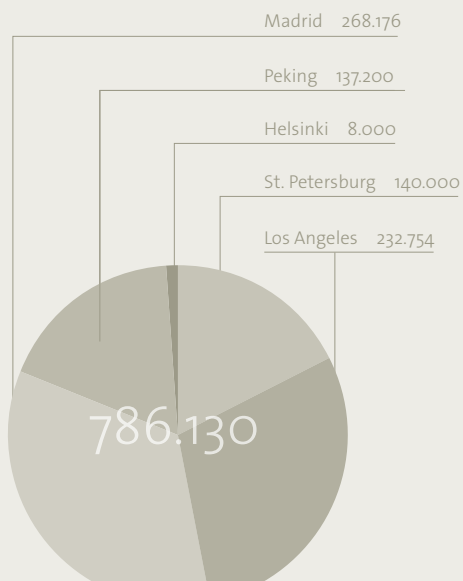 Madrid 268.176
Peking 137.200
Helsinki 8.000
St. Petersburg 140.000
Los Angeles 232.754
786.130